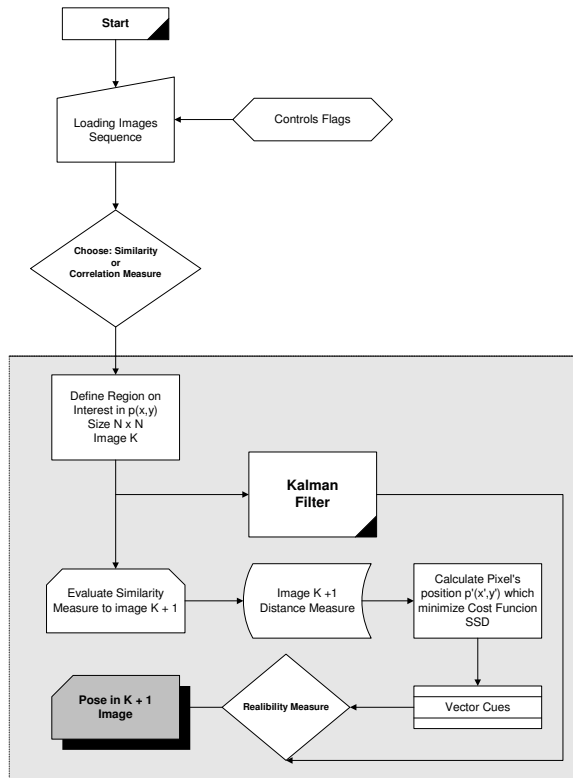 Start
Loading Images
Sequence
Controls Flags
Choose: Similarity
or
Correlation Measure
Define Region on
Interest in p(x,y)
Size N x N
Image K
Kalman
Filter
Evaluate Similarity
Measure to image K + 1
Image K +1
Distance Measure
Calculate Pixel's
position p'(x',y') which
minimize Cost Funcion
SSD
Pose in K + 1
Image
Realibility Measure
Vector Cues